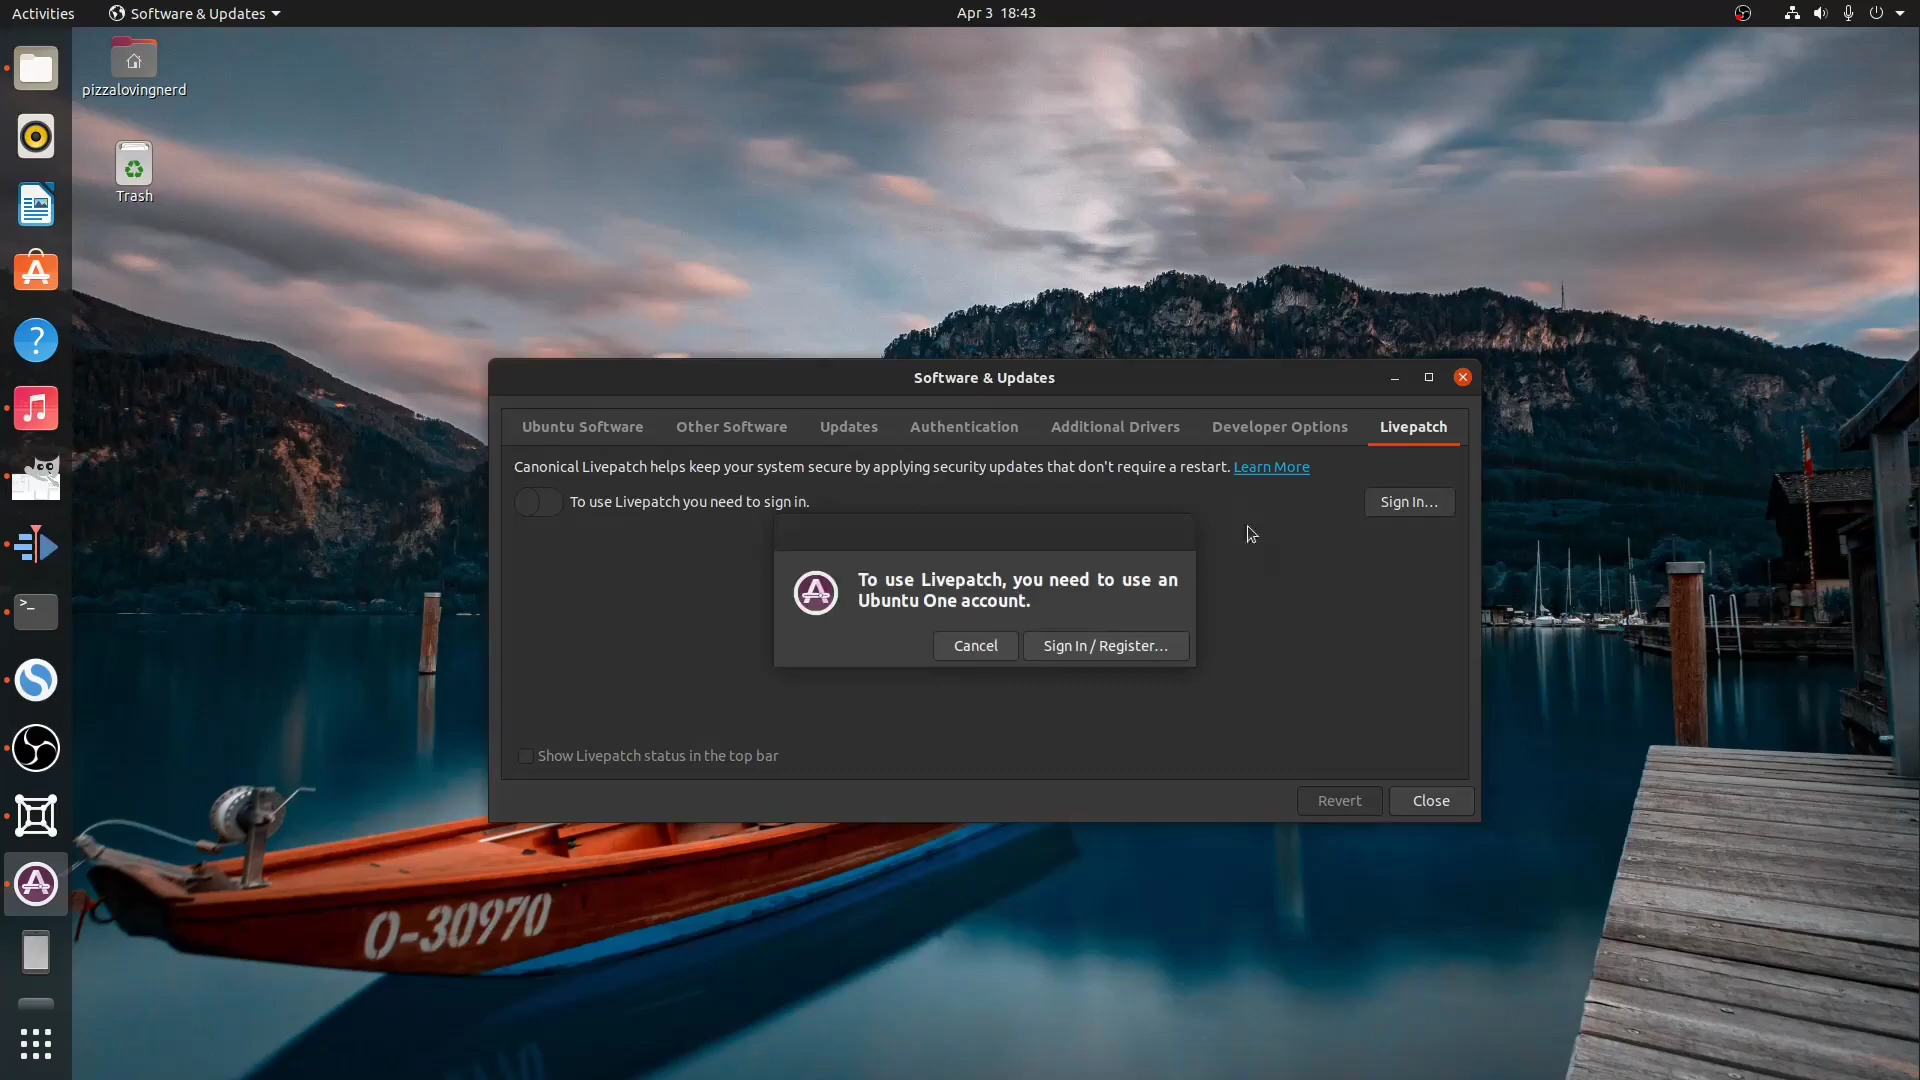 Activities
Software & Updates
Apr 3 18:43
pizzalovingnerd
Trash
Software & Updates
Ubuntu Software
Other Software
Updates
Authentication
Additional Drivers
Developer Options
Livepatch
Canonical Livepatch helps keep your system secure by applying security updates that don't require a restart. Learn More
To use Livepatch you need to sign in.
Sign In…
To use Livepatch, you need to use an
Ubuntu One account.
Cancel
Sign In / Register…
Show Livepatch status in the top bar
Revert
Close
O-30970